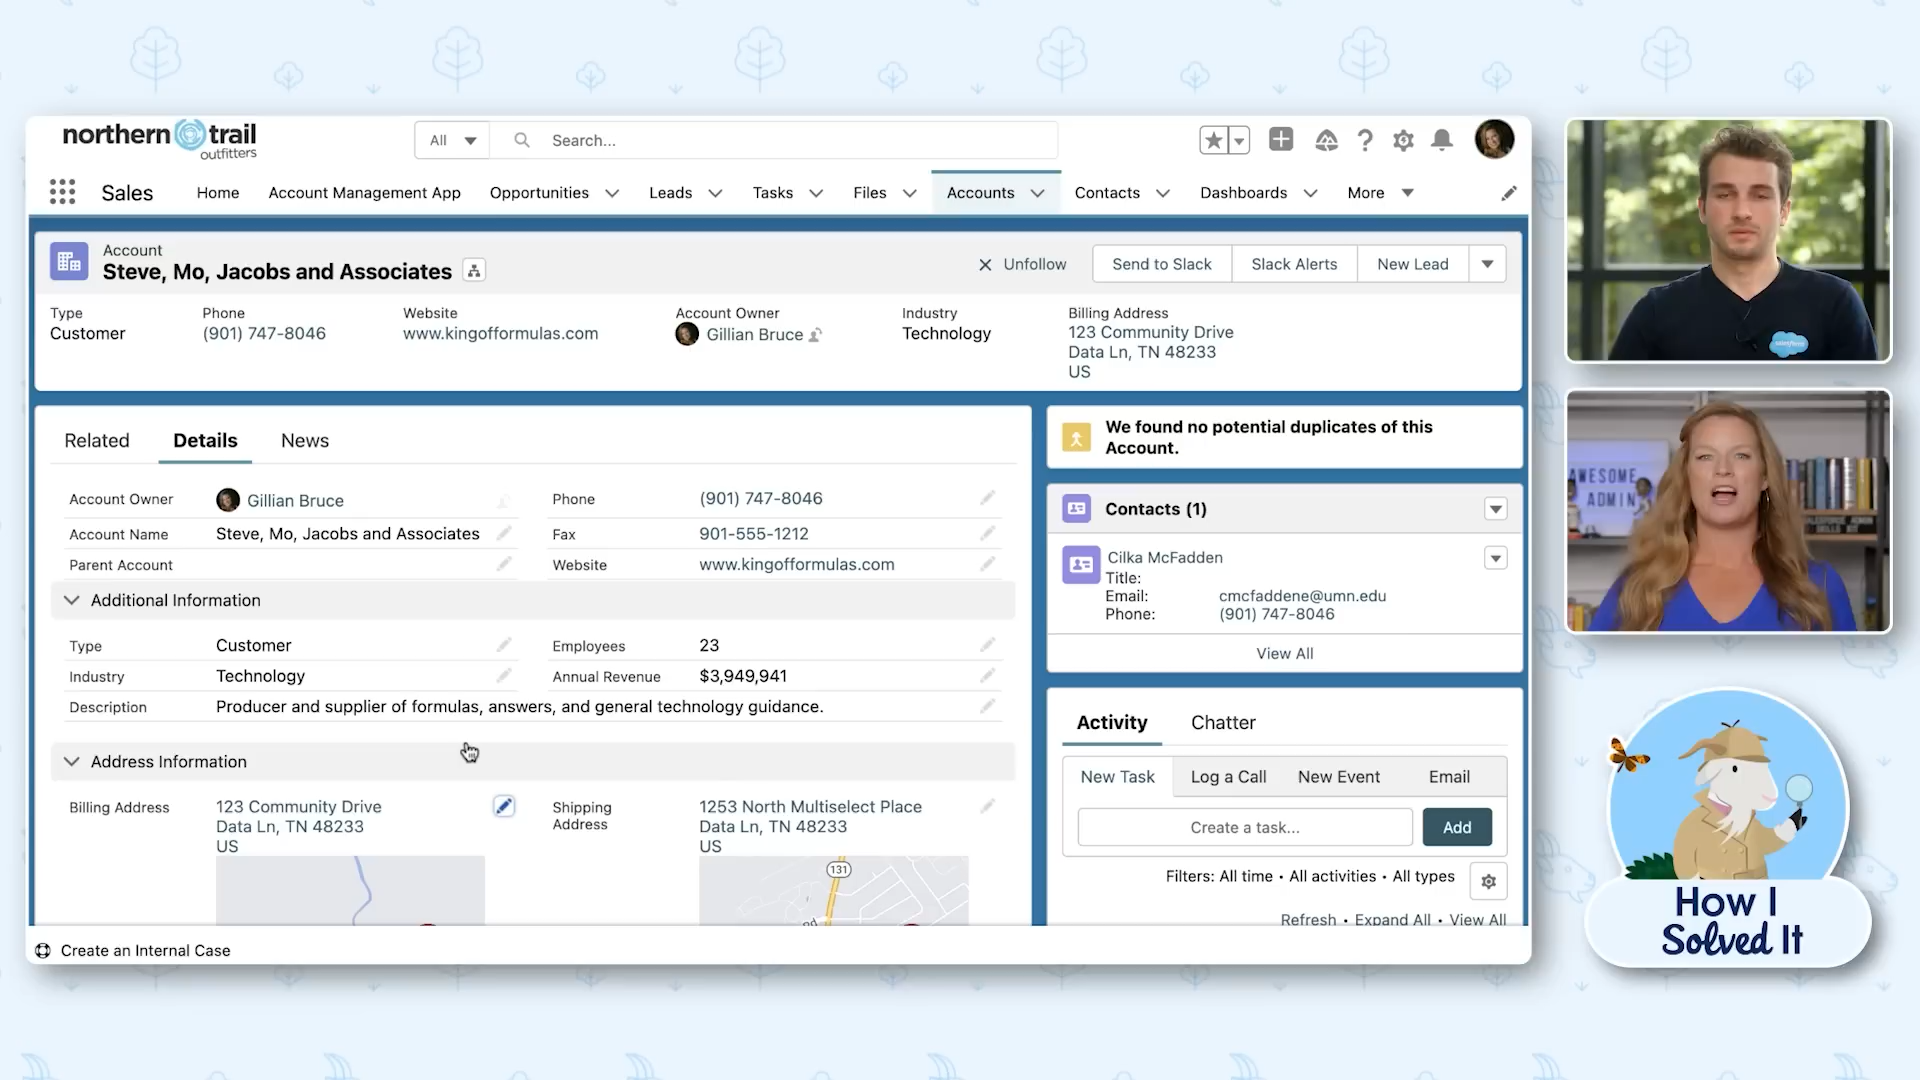 northern trail
outfitters
All
Search...
Sales
Home
Account Management App
Opportunities
Leads
Tasks
Files
Accounts
Contacts
Dashboards
More
Account
Steve, Mo, Jacobs and Associates
Unfollow
Send to Slack
Slack Alerts
New Lead
Type
Customer
Phone
(901) 747-8046
Website
www.kingofformulas.com
Account Owner
Gillian Bruce
Industry
Technology
Billing Address
123 Community Drive
Data Ln, TN 48233
US
Related
Details
News
Account Owner
Gillian Bruce
Phone
(901) 747-8046
Account Name
Steve, Mo, Jacobs and Associates
Fax
901-555-1212
Parent Account
Website
www.kingofformulas.com
Additional Information
Type
Customer
Employees
23
Industry
Technology
Annual Revenue
$3,949,941
Description
Producer and supplier of formulas, answers, and general technology guidance.
Address Information
Billing Address
123 Community Drive
Data Ln, TN 48233
US
Shipping
Address
1253 North Multiselect Place
Data Ln, TN 48233
US
131
Rd
We found no potential duplicates of this
Account.
Contacts (1)
Cilka McFadden
Title:
Email:
cmcfaddene@umn.edu
Phone:
(901) 747-8046
View All
Activity
Chatter
New Task
Log a Call
New Event
Email
Create a task...
Add
Filters: All time • All activities • All types
Refresh • Expand All • View All
Create an Internal Case
salesforce
AWESOME
ADMIN
How I
Solved It